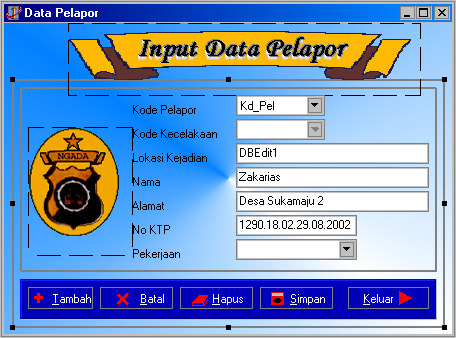 Data Pelapor
Input Data Pelapor
Kode Pelapor Kd_Pel
Kode Kecelakaan
Lokasi Kejadian DBEdit1
Nama Zakarias
Alamat Desa Sukamaju 2
No KTP 1290.18.02.29.08.2002
Pekerjaan
NGADA
Tambah Batal Hapus Simpan Keluar